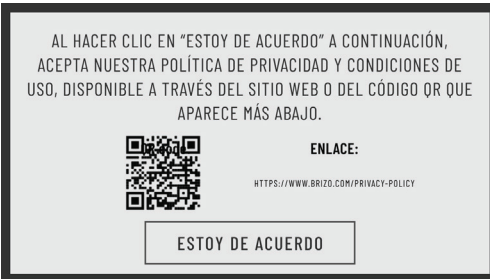 AL HACER CLIC EN “ESTOY DE ACUERDO” A CONTINUACIÓN,
ACEPTA NUESTRA POLÍTICA DE PRIVACIDAD Y CONDICIONES DE
USO, DISPONIBLE A TRAVÉS DEL SITIO WEB O DEL CÓDIGO QR QUE
APARECE MÁS ABAJO.
ENLACE:
HTTPS://WWW.BRIZO.COM/PRIVACY-POLICY
ESTOY DE ACUERDO